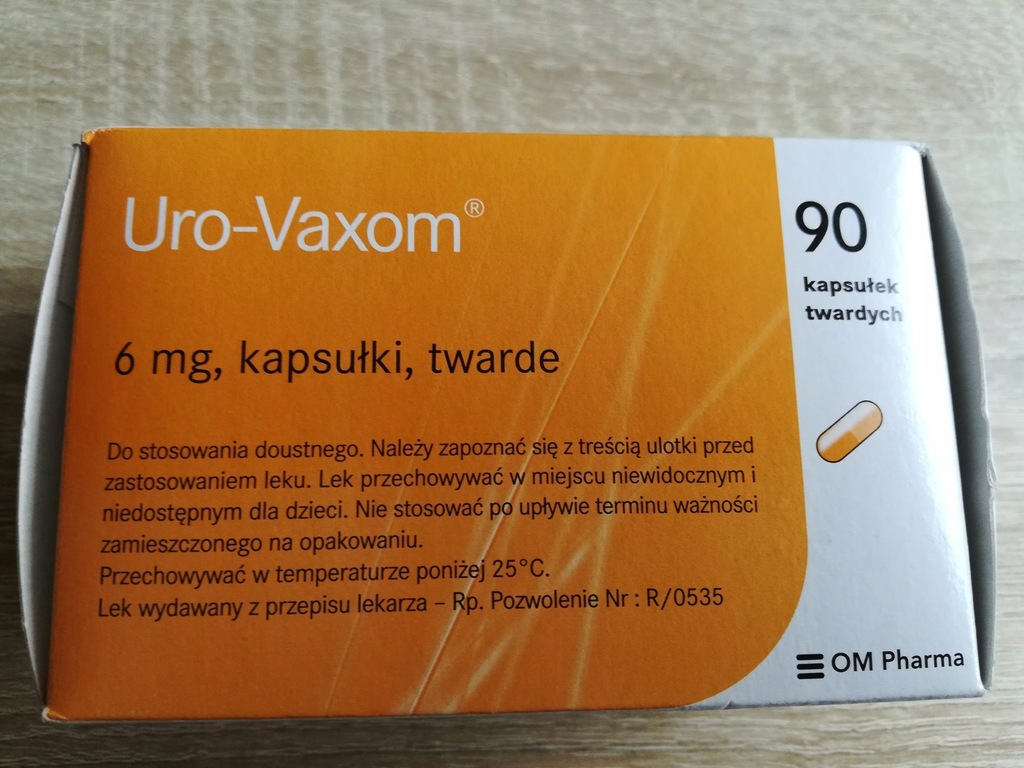 Uro-Vaxom®
90
kapsułek
twardych
6 mg, kapsułki, twarde
Do stosowania doustnego. Należy zapoznać się z treścią ulotki przed
zastosowaniem leku. Lek przechowywać w miejscu niewidocznym i
niedostępnym dla dzieci. Nie stosować po upływie terminu ważności
zamieszczonego na opakowaniu.
Przechowywać w temperaturze poniżej 25°C.
Lek wydawany z przepisu lekarza – Rp. Pozwolenie Nr : R/0535
OM Pharma